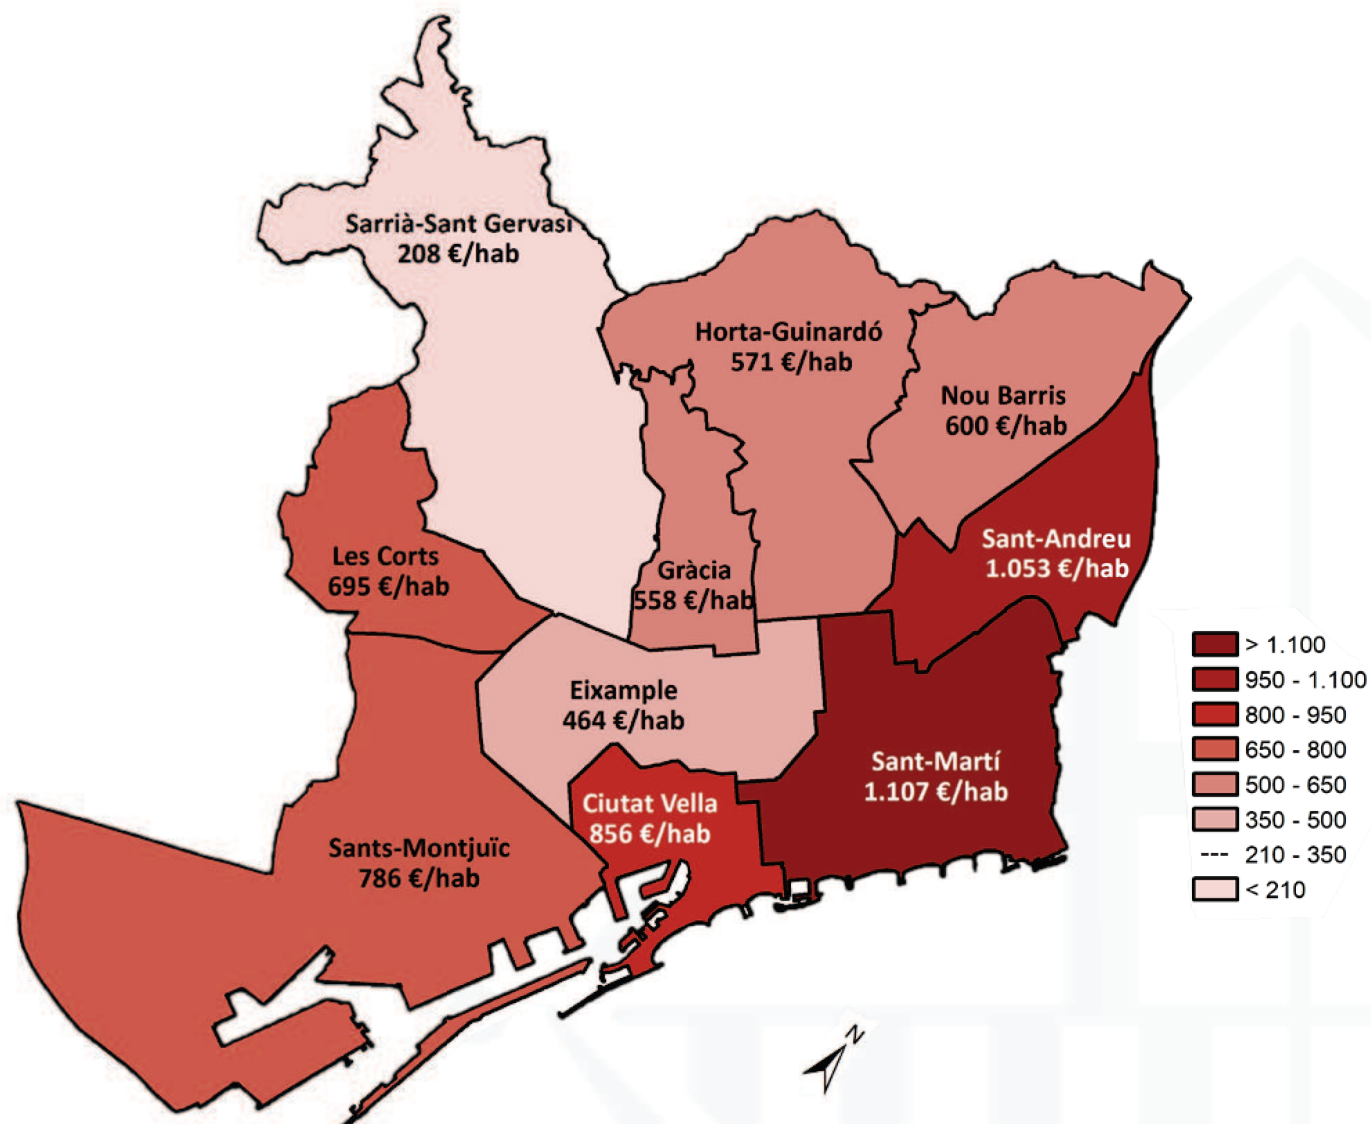 Sarrià-Sant Gervasi
208 €/hab
Horta-Guinardó
571 €/hab
Nou Barris
600 €/hab
Les Corts
695 €/hab
Gràcia
558 €/hab
Sant-Andreu
1.053 €/hab
Eixample
464 €/hab
Sant-Martí
1.107 €/hab
Ciutat Vella
856 €/hab
Sants-Montjuïc
786 €/hab
> 1.100
950 - 1.100
800 - 950
650 - 800
500 - 650
350 - 500
210 - 350
< 210
N